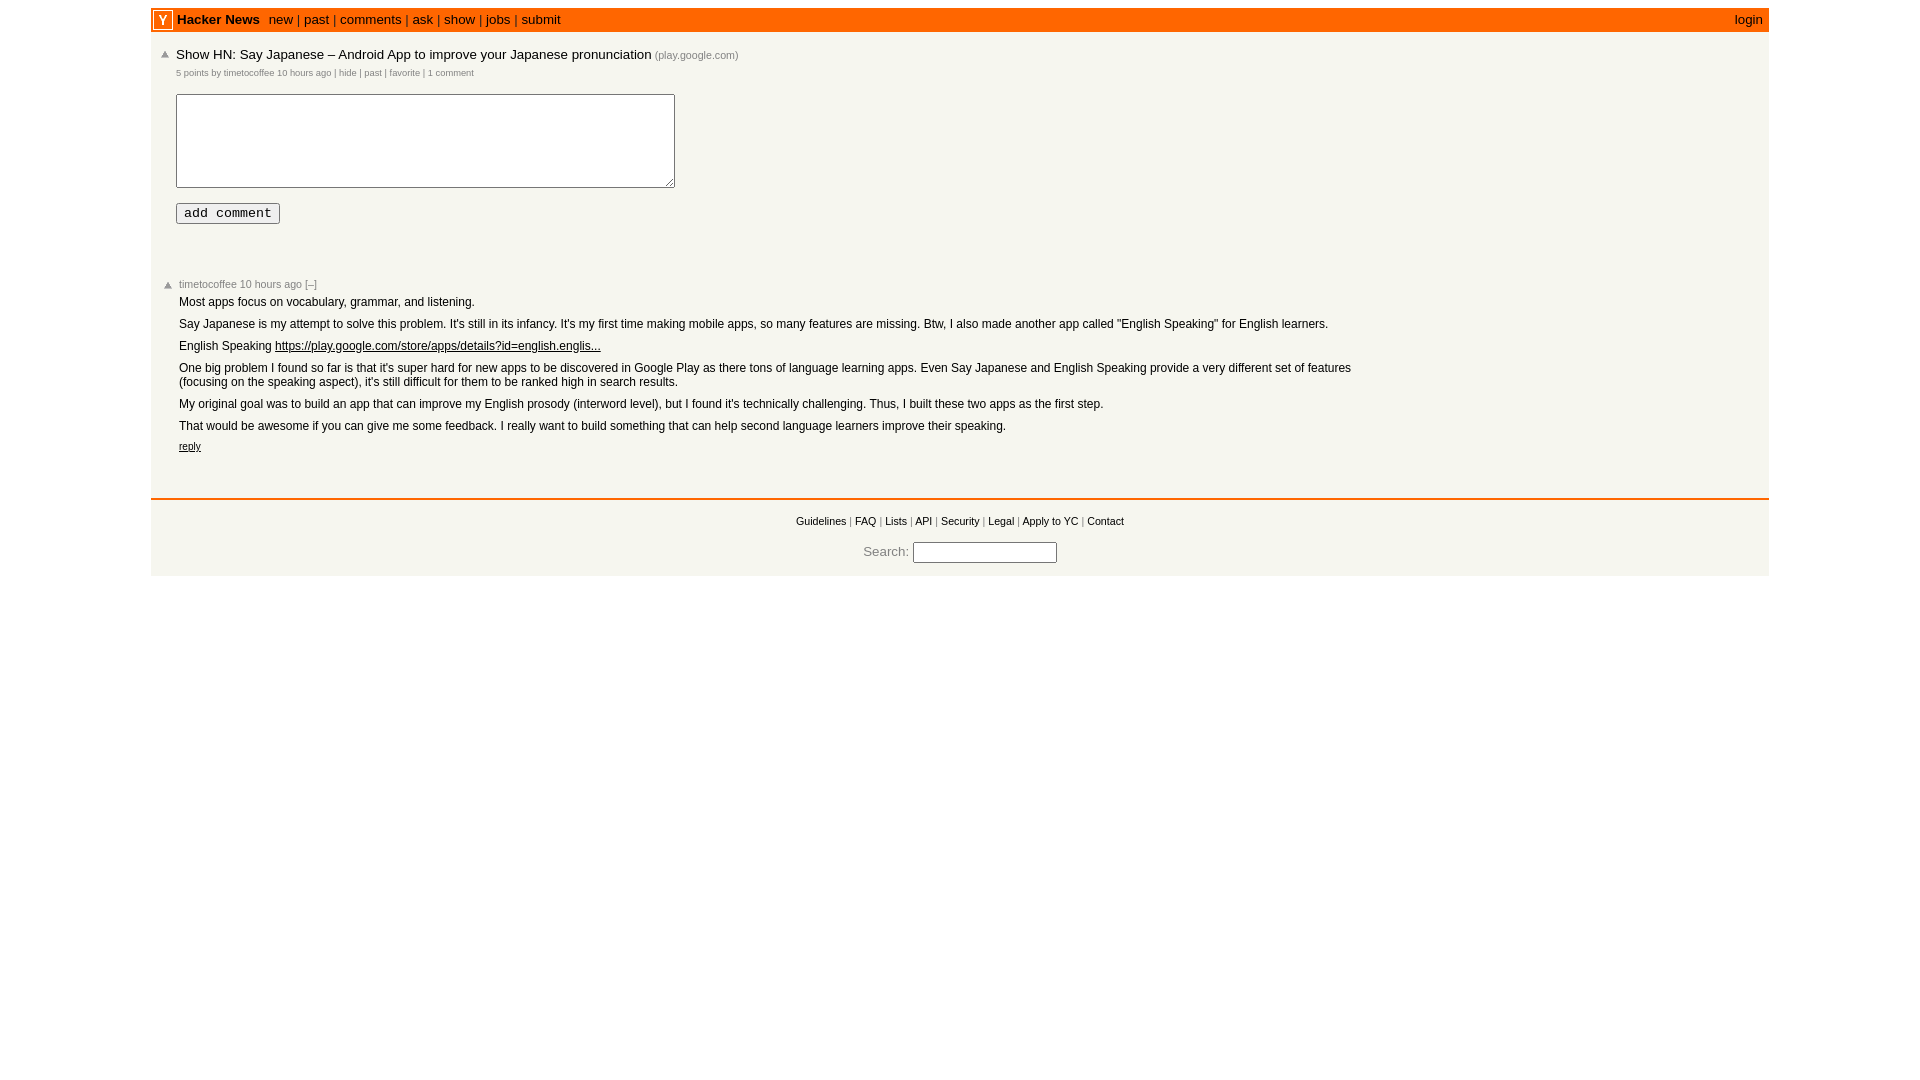 Y Hacker News new | past | comments | ask | show | jobs | submit login
Show HN: Say Japanese – Android App to improve your Japanese pronunciation (play.google.com)
5 points by timetocoffee 10 hours ago | hide | past | favorite | 1 comment
add comment
timetocoffee 10 hours ago [–]
Most apps focus on vocabulary, grammar, and listening.
Say Japanese is my attempt to solve this problem. It's still in its infancy. It's my first time making mobile apps, so many features are missing. Btw, I also made another app called "English Speaking" for English learners.
English Speaking https://play.google.com/store/apps/details?id=english.englis...
One big problem I found so far is that it's super hard for new apps to be discovered in Google Play as there tons of language learning apps. Even Say Japanese and English Speaking provide a very different set of features
(focusing on the speaking aspect), it's still difficult for them to be ranked high in search results.
My original goal was to build an app that can improve my English prosody (interword level), but I found it's technically challenging. Thus, I built these two apps as the first step.
That would be awesome if you can give me some feedback. I really want to build something that can help second language learners improve their speaking.
reply
Guidelines | FAQ | Lists | API | Security | Legal | Apply to YC | Contact
Search: